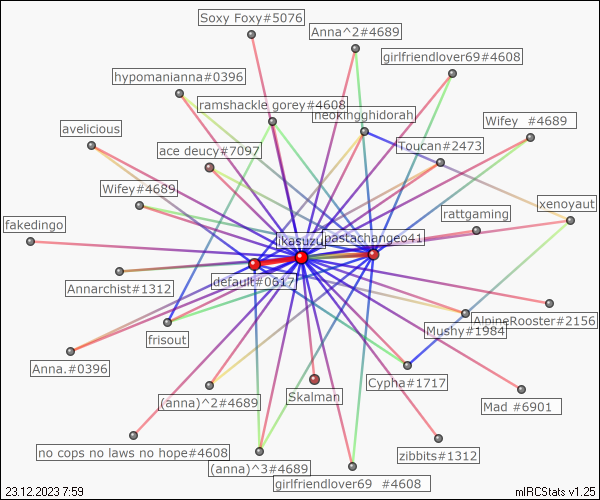 Soxy Foxy#5076
Anna^2#4689
girlfriendlover69#4608
hypomanianna#0396
ramshackle gorey#4608
neokingghidorah
Wifey #4689
avelicious
Toucan#2473
ace deucy#7097
Wifey#4689
xenoyaut
rattgaming
fakedingo
ikasuzu
pastachangeo41
default#0617
Annarchist#1312
AlpineRooster#2156
Mushy#1984
frisout
Anna.#0396
Cypha#1717
Skalman
(anna)^2#4689
Mad #6901
no cops no laws no hope#4608
zibbits#1312
(anna)^3#4689
girlfriendlover69 #4608
23.12.2023 7:59
mIRCStats v1.25